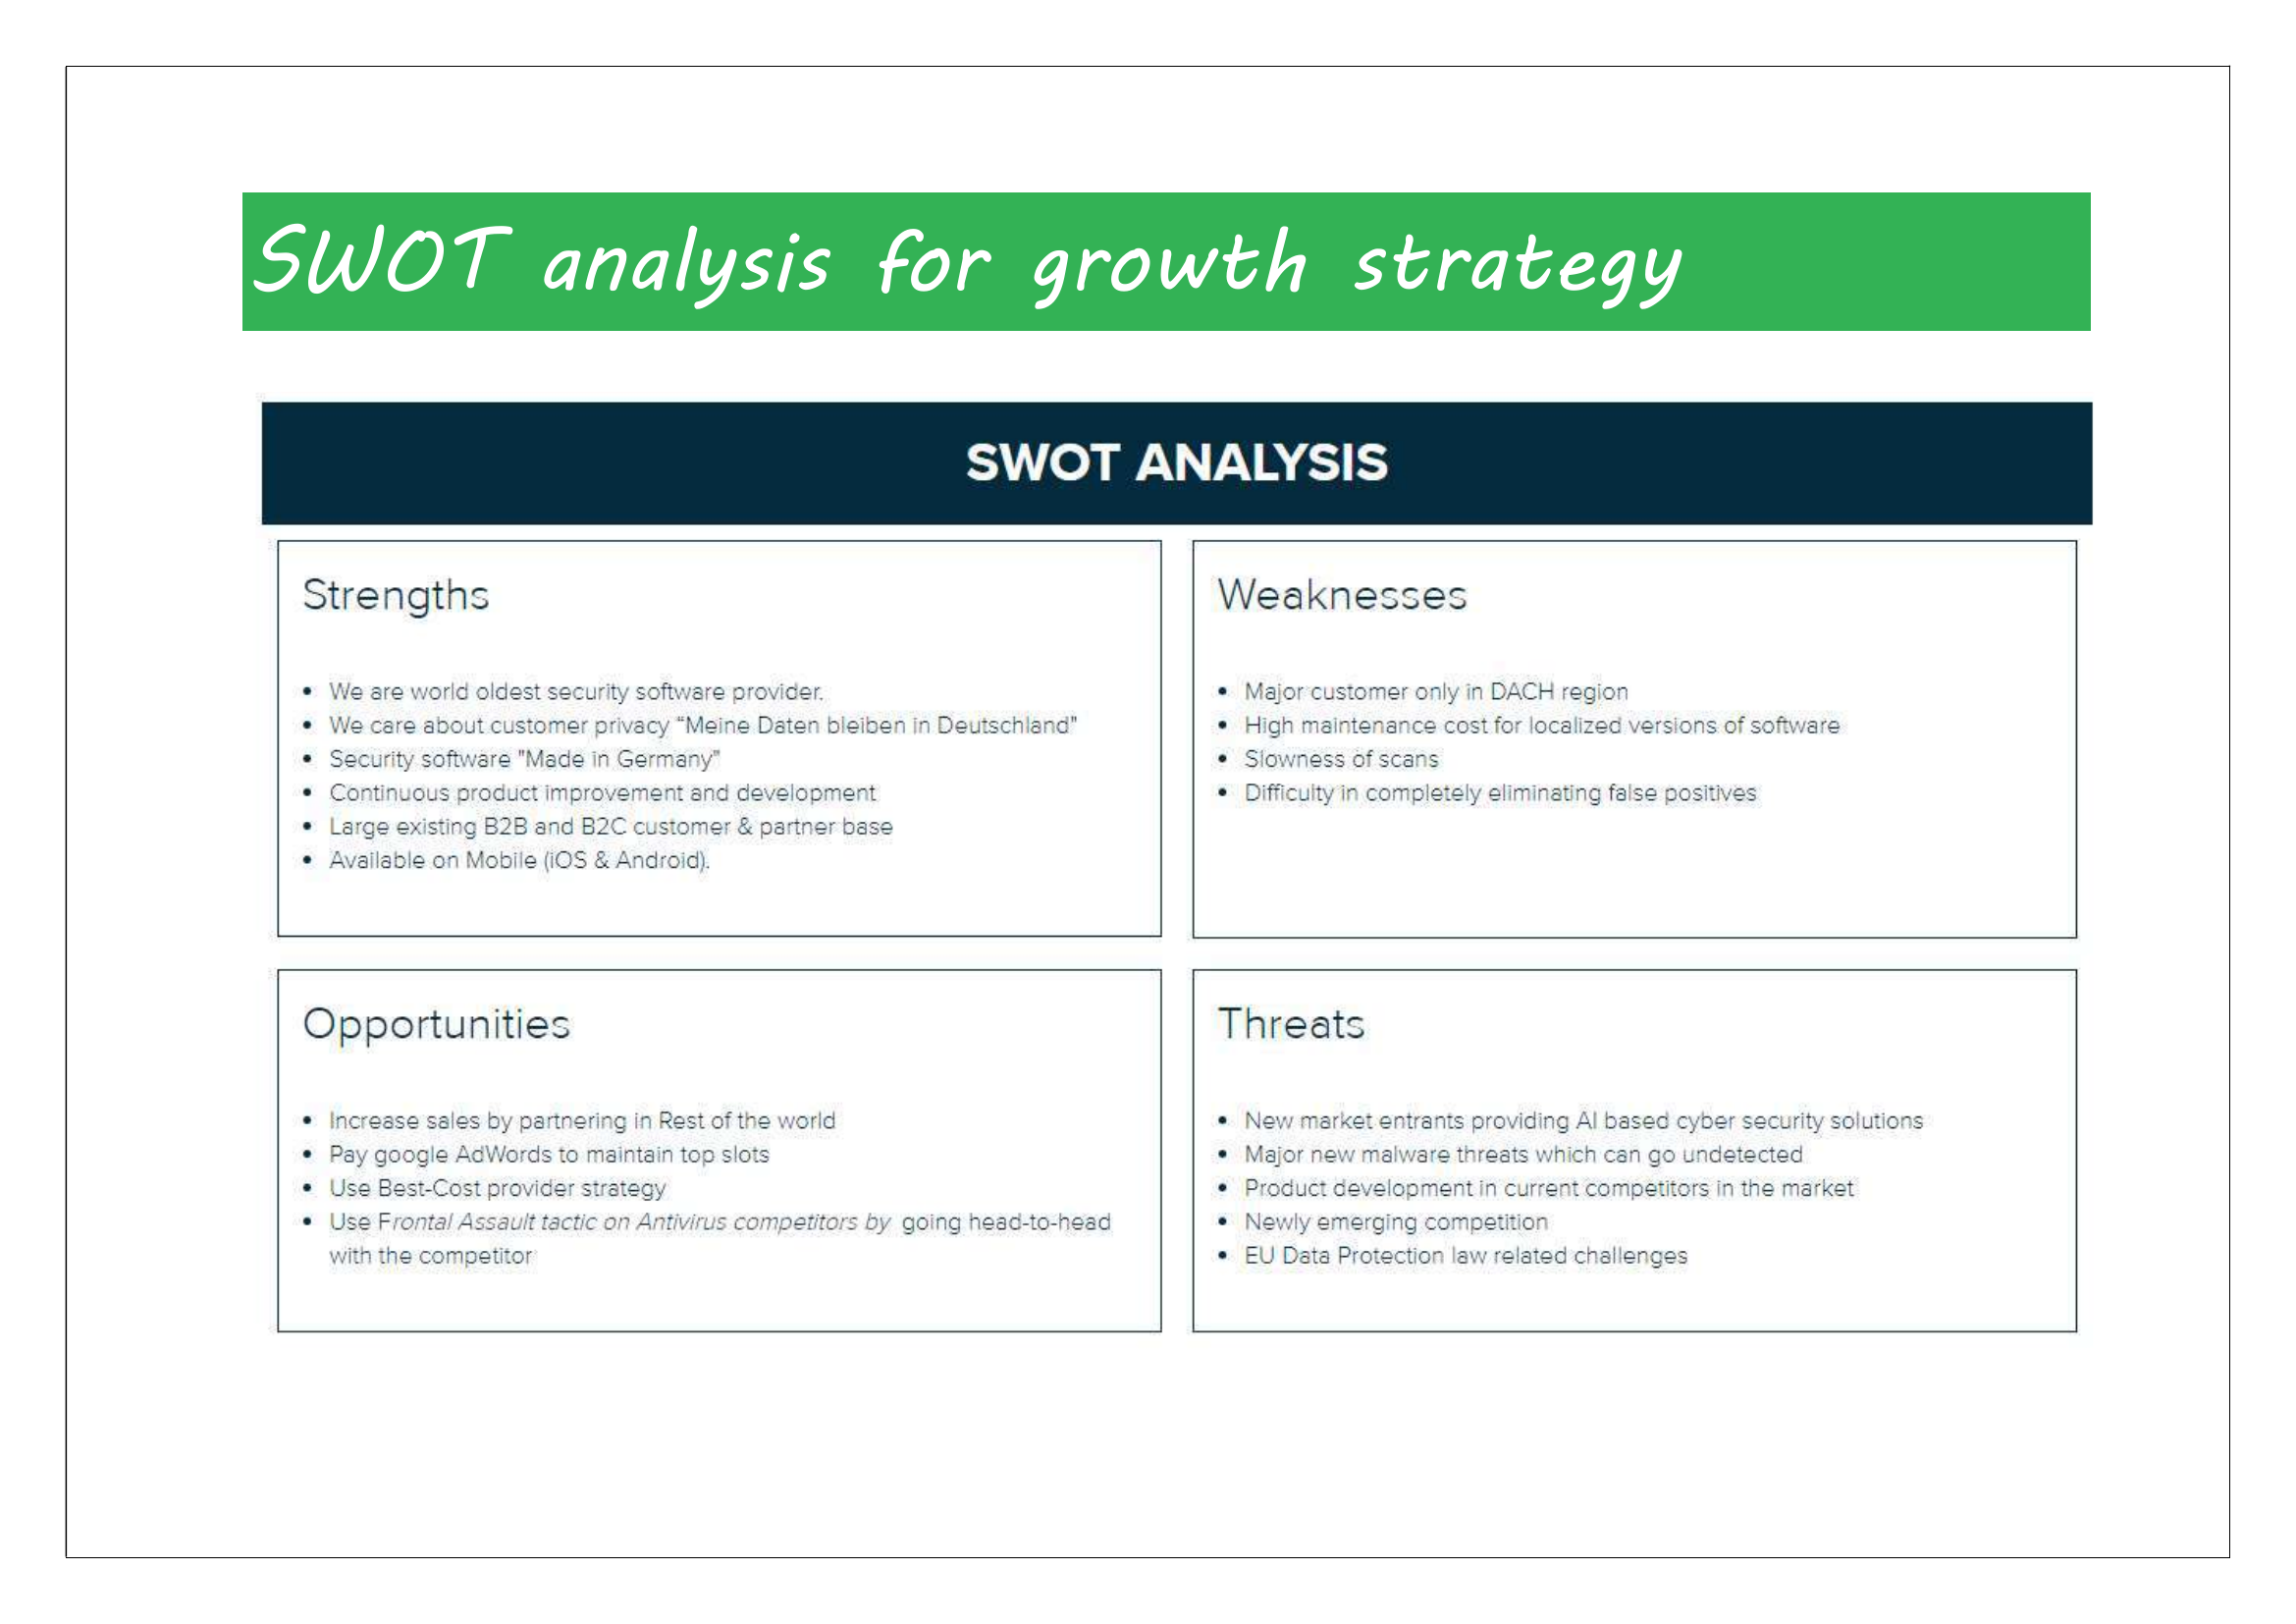 SWOT analysis for growth strategy
SWOT ANALYSIS
Strengths
• We are world oldest security software provider.
• We care about customer privacy “Meine Daten bleiben in Deutschland"
• Security software "Made in Germany"
• Continuous product improvement and development
• Large existing B2B and B2C customer & partner base
• Available on Mobile (iOS & Android).
Weaknesses
• Major customer only in DACH region
• High maintenance cost for localized versions of software
• Slowness of scans
• Difficulty in completely eliminating false positives
Opportunities
• Increase sales by partnering in Rest of the world
• Pay google AdWords to maintain top slots
• Use Best-Cost provider strategy
• Use Frontal Assault tactic on Antivirus competitors by going head-to-head
with the competitor
Threats
• New market entrants providing AI based cyber security solutions
• Major new malware threats which can go undetected
• Product development in current competitors in the market
• Newly emerging competition
• EU Data Protection law related challenges